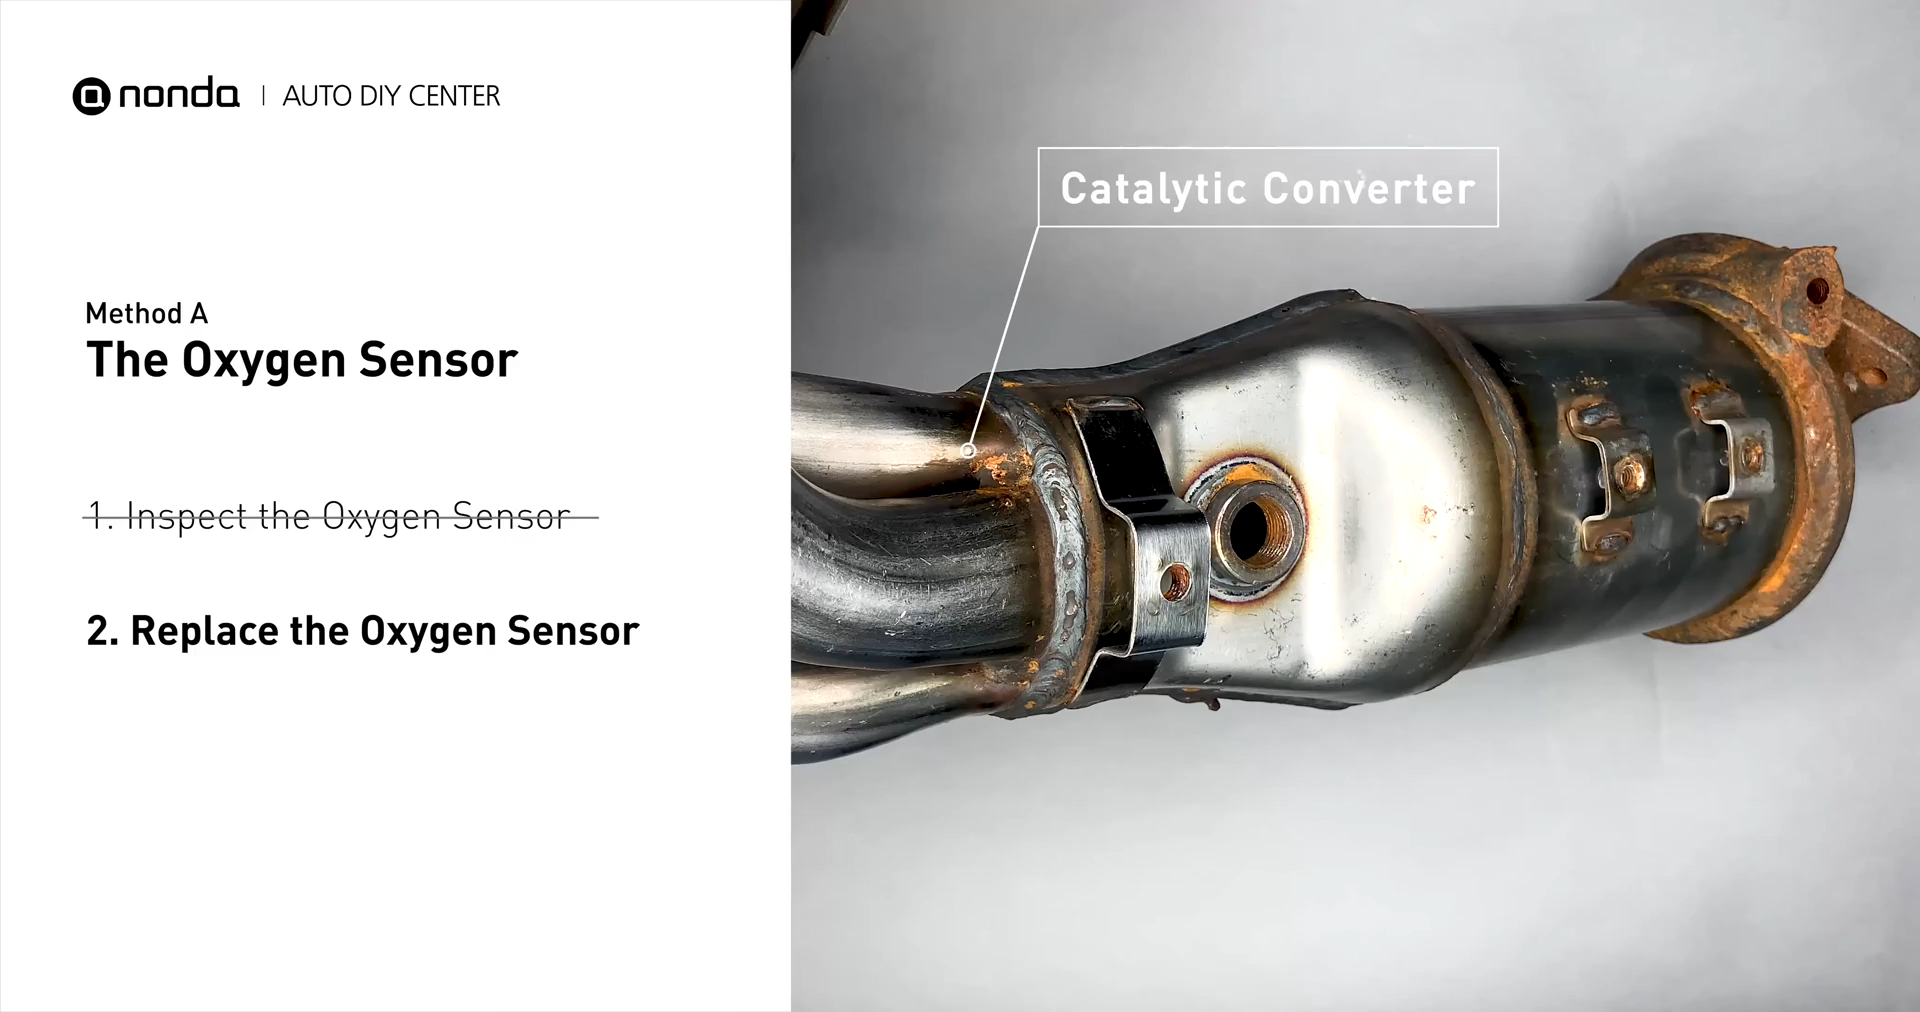 nonda | AUTO DIY CENTER
Catalytic Converter
Method A
The Oxygen Sensor
1. Inspect the Oxygen Sensor
2. Replace the Oxygen Sensor